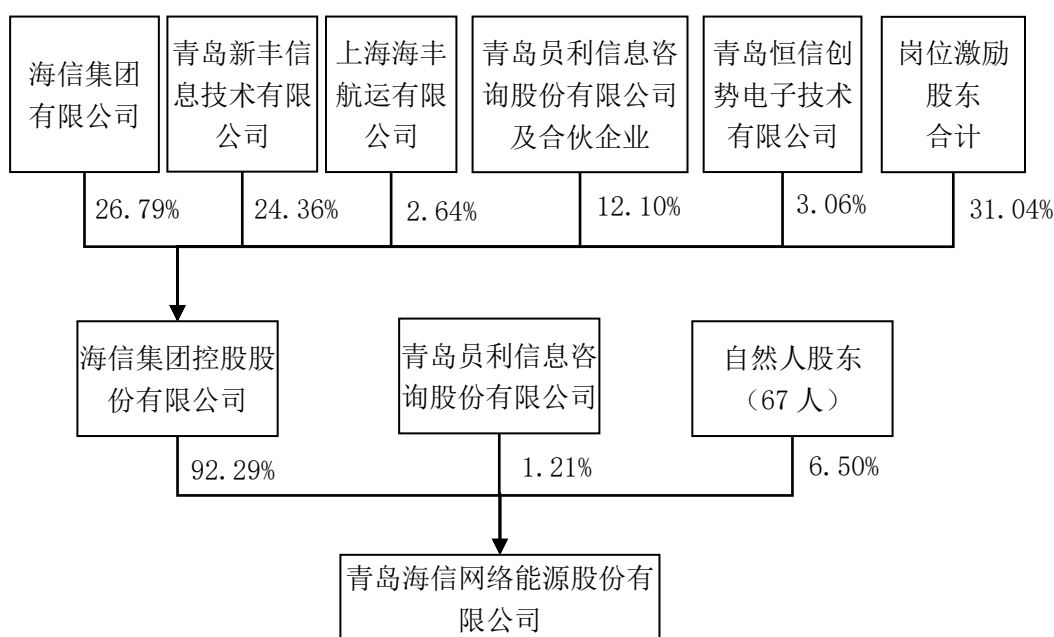 海信集团
有限公司
青岛新丰信
息技术有限
公司
上海海丰
航运有限
公司
青岛员利信息咨
询股份有限公司
及合伙企业
青岛恒信创
势电子技术
有限公司
岗位激励
股东
合计
26.79%
24.36%
2.64%
12.10%
3.06%
31.04%
海信集团控股股
份有限公司
青岛员利信息咨
询股份有限公司
自然人股东
（67 人）
92.29%
1.21%
6.50%
青岛海信网络能源股份有
限公司